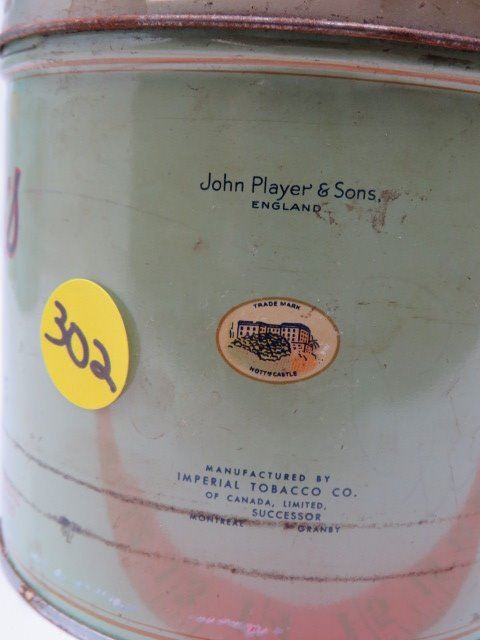 John Player & Sons,
ENGLAND
TRADE MARK
NOTTM CASTLE
302
MANUFACTURED BY
IMPERIAL TOBACCO CO.
OF CANADA, LIMITED,
SUCCESSOR
MONTREAL GRANBY